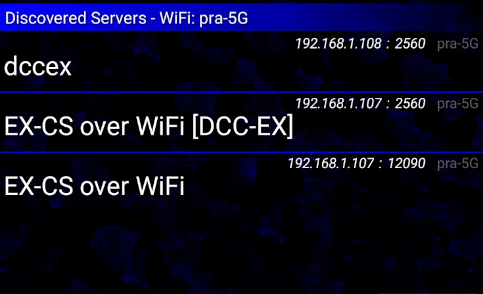 Discovered Servers - WiFi: pra-5G
192.168.1.108 : 2560 pra-5G
dccex
192.168.1.107 : 2560 pra-5G
EX-CS over WiFi [DCC-EX]
192.168.1.107 : 12090 pra-5G
EX-CS over WiFi